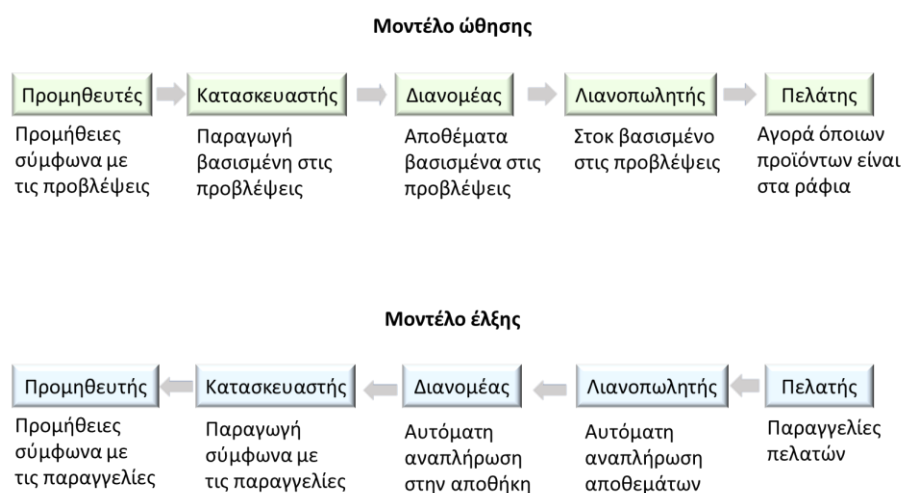 Μοντέλο ώθησης
Προμηθευτές
Κατασκευαστής
Διανομέας
Λιανοπωλητής
Πελάτης
Προμήθειες
σύμφωνα με
τις προβλέψεις
Παραγωγή
βασισμένη στις
προβλέψεις
Αποθέματα
βασισμένα στις
προβλέψεις
Στοκ βασισμένο
στις προβλέψεις
Αγορά όποιων
προϊόντων είναι
στα ράφια
Μοντέλο έλξης
Προμηθευτής
Κατασκευαστής
Διανομέας
Λιανοπωλητής
Πελατής
Προμήθειες
σύμφωνα με
τις παραγγελίες
Παραγωγή
σύμφωνα με
τις παραγγελίες
Αυτόματη
αναπλήρωση
στην αποθήκη
Αυτόματη
αναπλήρωση
αποθεμάτων
Παραγγελίες
πελατών